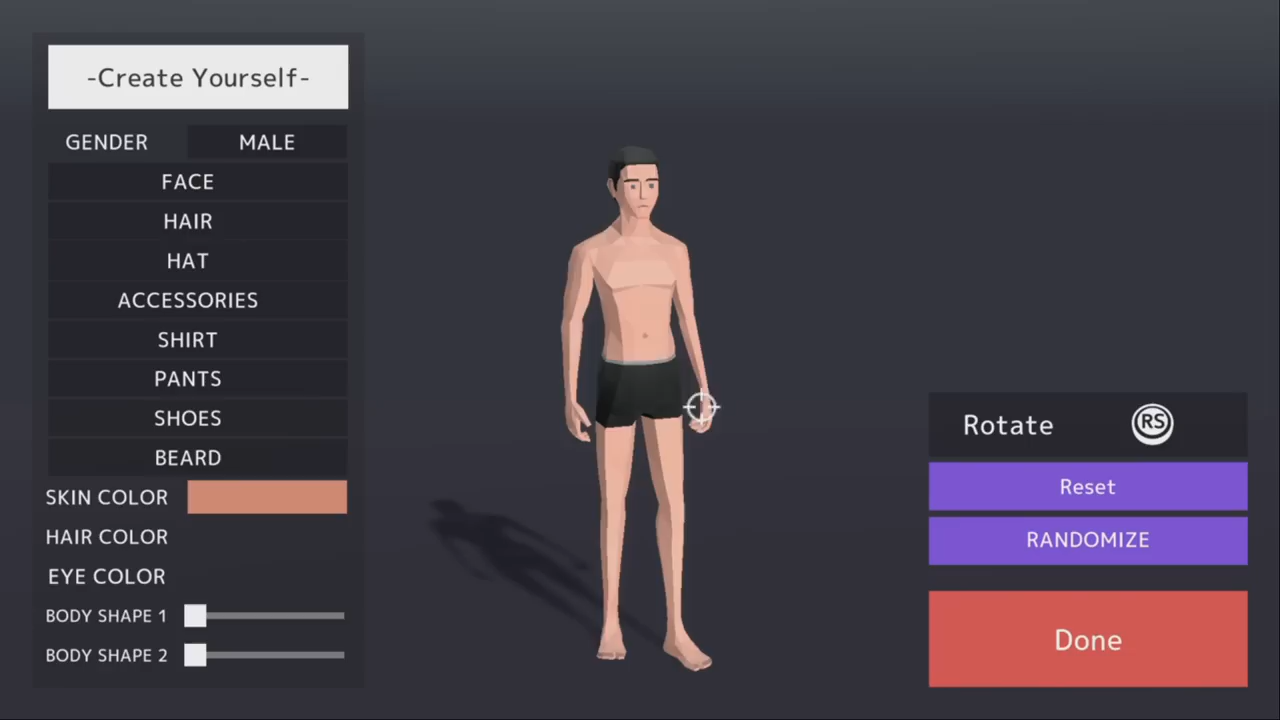 -Create Yourself-
GENDER MALE
FACE
HAIR
HAT
ACCESSORIES
SHIRT
PANTS
SHOES
BEARD
SKIN COLOR
HAIR COLOR
EYE COLOR
BODY SHAPE 1
BODY SHAPE 2
Rotate RS
Reset
RANDOMIZE
Done